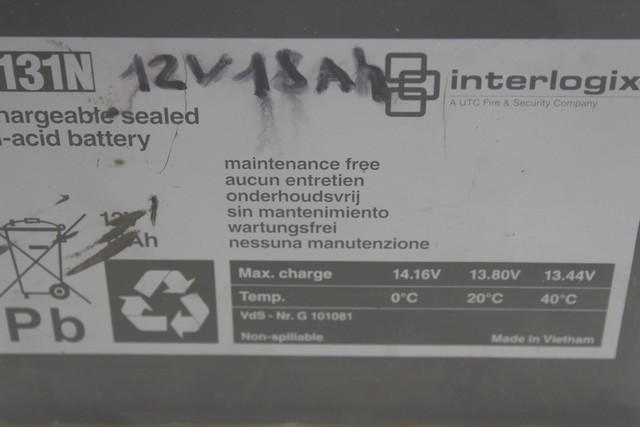 131N
12V 18Ah
interlogix
A UTC Fire & Security Company
hargeable sealed
-acid battery
maintenance free
aucun entretien
onderhoudsvrij
sin mantenimiento
wartungsfrei
nessuna manutenzione
Pb
Max. charge 14.16V 13.80V 13.44V
Temp. 0°C 20°C 40°C
VdS - Nr. G 101081
Non-spillable Made in Vietnam